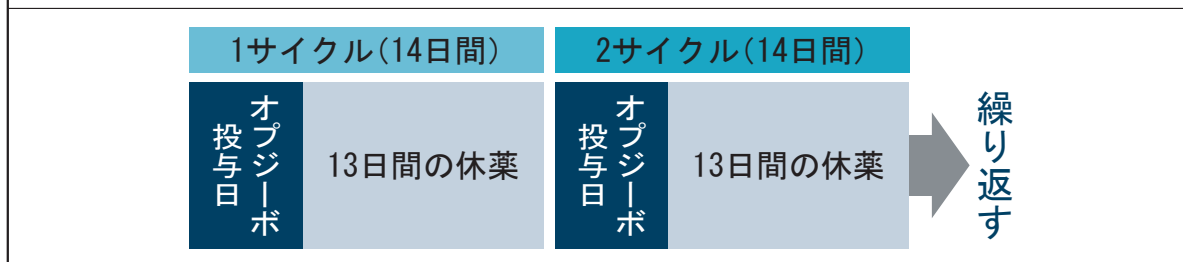 1サイクル(14日間)
オプジーボ
投与日
13日間の休薬
2サイクル(14日間)
オプジーボ
投与日
13日間の休薬
繰り返す